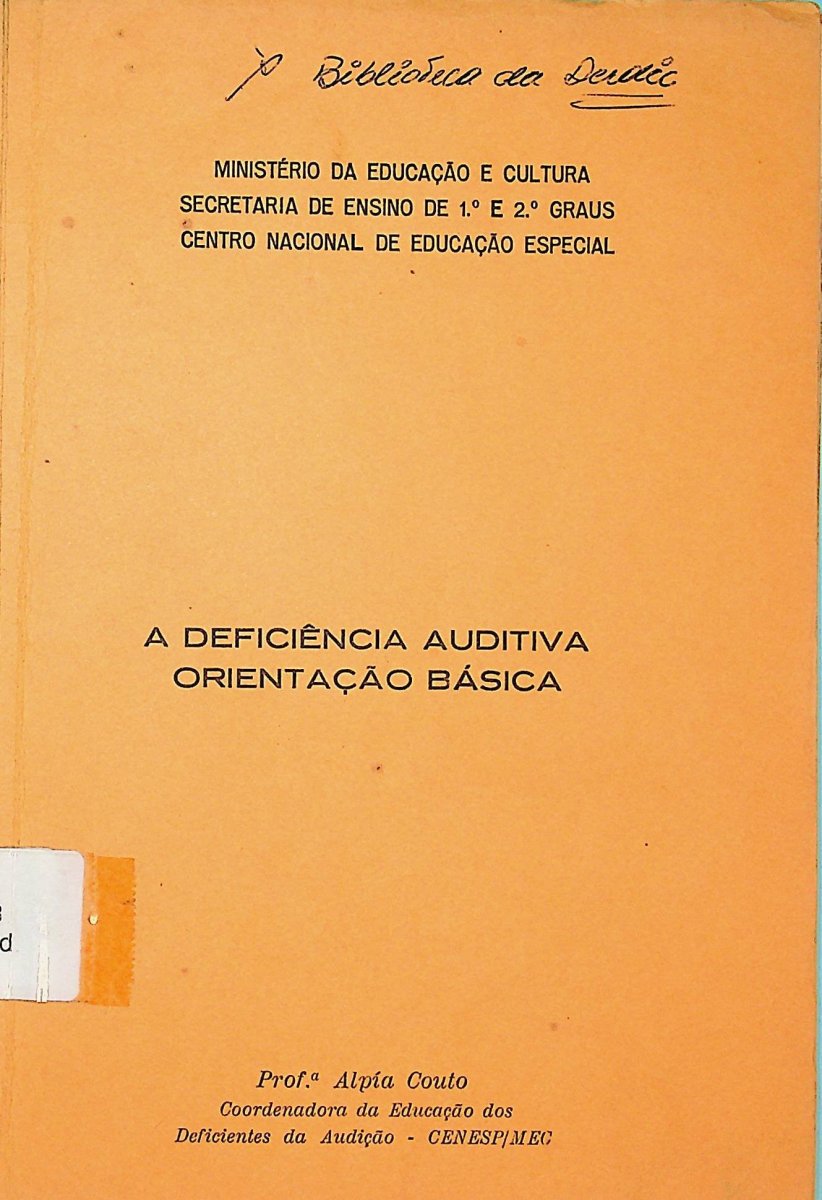 p/ Biblioteca da Derdic
MINISTÉRIO DA EDUCAÇÃO E CULTURA
SECRETARIA DE ENSINO DE 1.º E 2.º GRAUS
CENTRO NACIONAL DE EDUCAÇÃO ESPECIAL
A DEFICIÊNCIA AUDITIVA
ORIENTAÇÃO BÁSICA
d
Prof.ª Alpía Couto
Coordenadora da Educação dos
Deficientes da Audição - CENESP/MEC